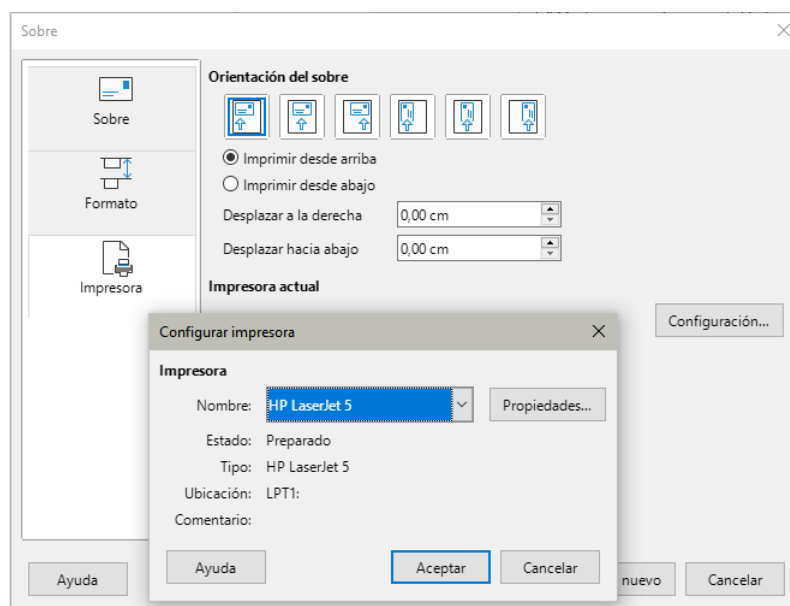 Sobre
Sobre
Formato
Impresora
Orientación del sobre
Imprimir desde arriba
Imprimir desde abajo
Desplazar a la derecha 0,00 cm
Desplazar hacia abajo 0,00 cm
Impresora actual
Configuración...
Configurar impresora
Impresora
Nombre: HP LaserJet 5 Propiedades...
Estado: Preparado
Tipo: HP LaserJet 5
Ubicación: LPT1:
Comentario:
Ayuda Aceptar Cancelar
Ayuda nuevo Cancelar